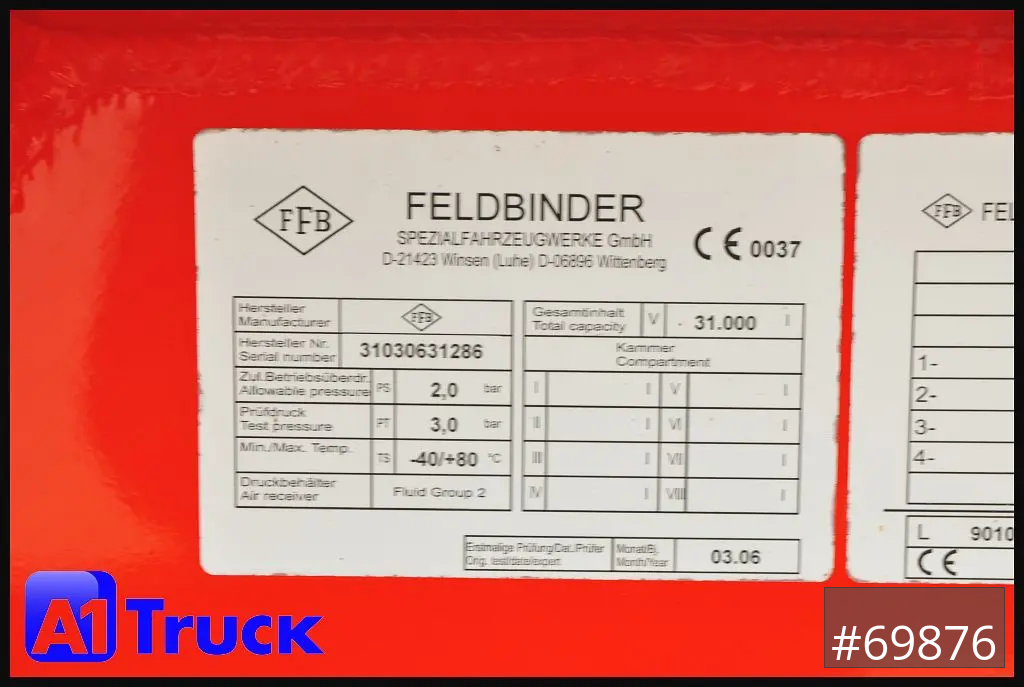 FFB
FELDBINDER
SPEZIALFAHRZEUGWERKE GmbH
D-21423 Winsen (Luhe) D-06896 Wittenberg
CE 0037
Hersteller
Manufacturer
FFB
Hersteller Nr.
Serial number
31030631286
Zul.Betriebsüberdr.
Allowable pressure
PS
2,0
bar
Prüfdruck
Test pressure
PT
3,0
bar
Min./Max. Temp.
TS
-40/+80
°C
Druckbehälter
Air receiver
Fluid Group 2
Gesamtinhalt
Total capacity
V
31.000
l
Kammer
Compartment
I l V l
II l VI l
III l VII l
IV l VIII l
Erstmalige Prüfung/Dat./Prüfer
Orig. test/date/expert
Monat/Bj.
Month/Year
03.06
FFB FEL
1-
2-
3-
4-
L 9010
CE
A1 Truck
#69876